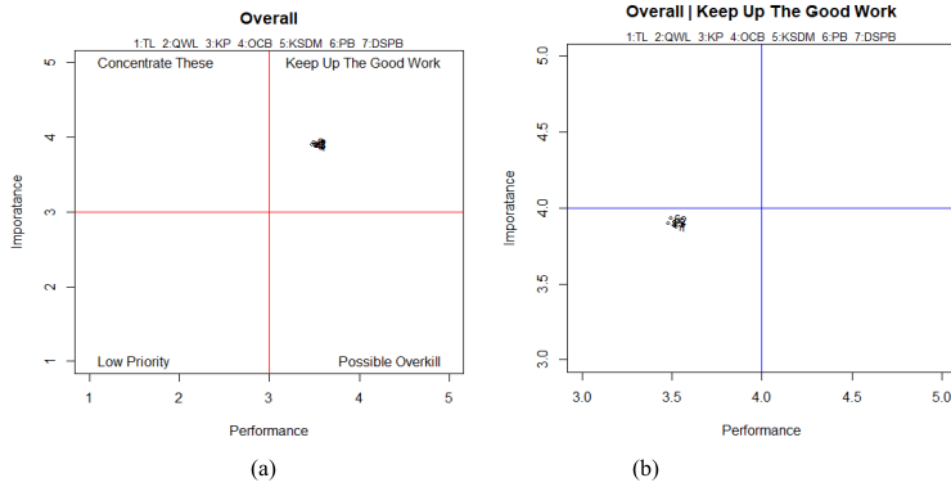 Overall
1:TL 2:QWL 3:KP 4:OCB 5:KSDM 6:PB 7:DSPB
Concentrate These
Keep Up The Good Work
5
4
3
2
1
Imporatance
Low Priority
Possible Overkill
1 2 3 4 5
Performance
(a)
Overall | Keep Up The Good Work
1:TL 2:QWL 3:KP 4:OCB 5:KSDM 6:PB 7:DSPB
5.0
4.5
4.0
3.5
3.0
Imporatance
3.0 3.5 4.0 4.5 5.0
Performance
(b)